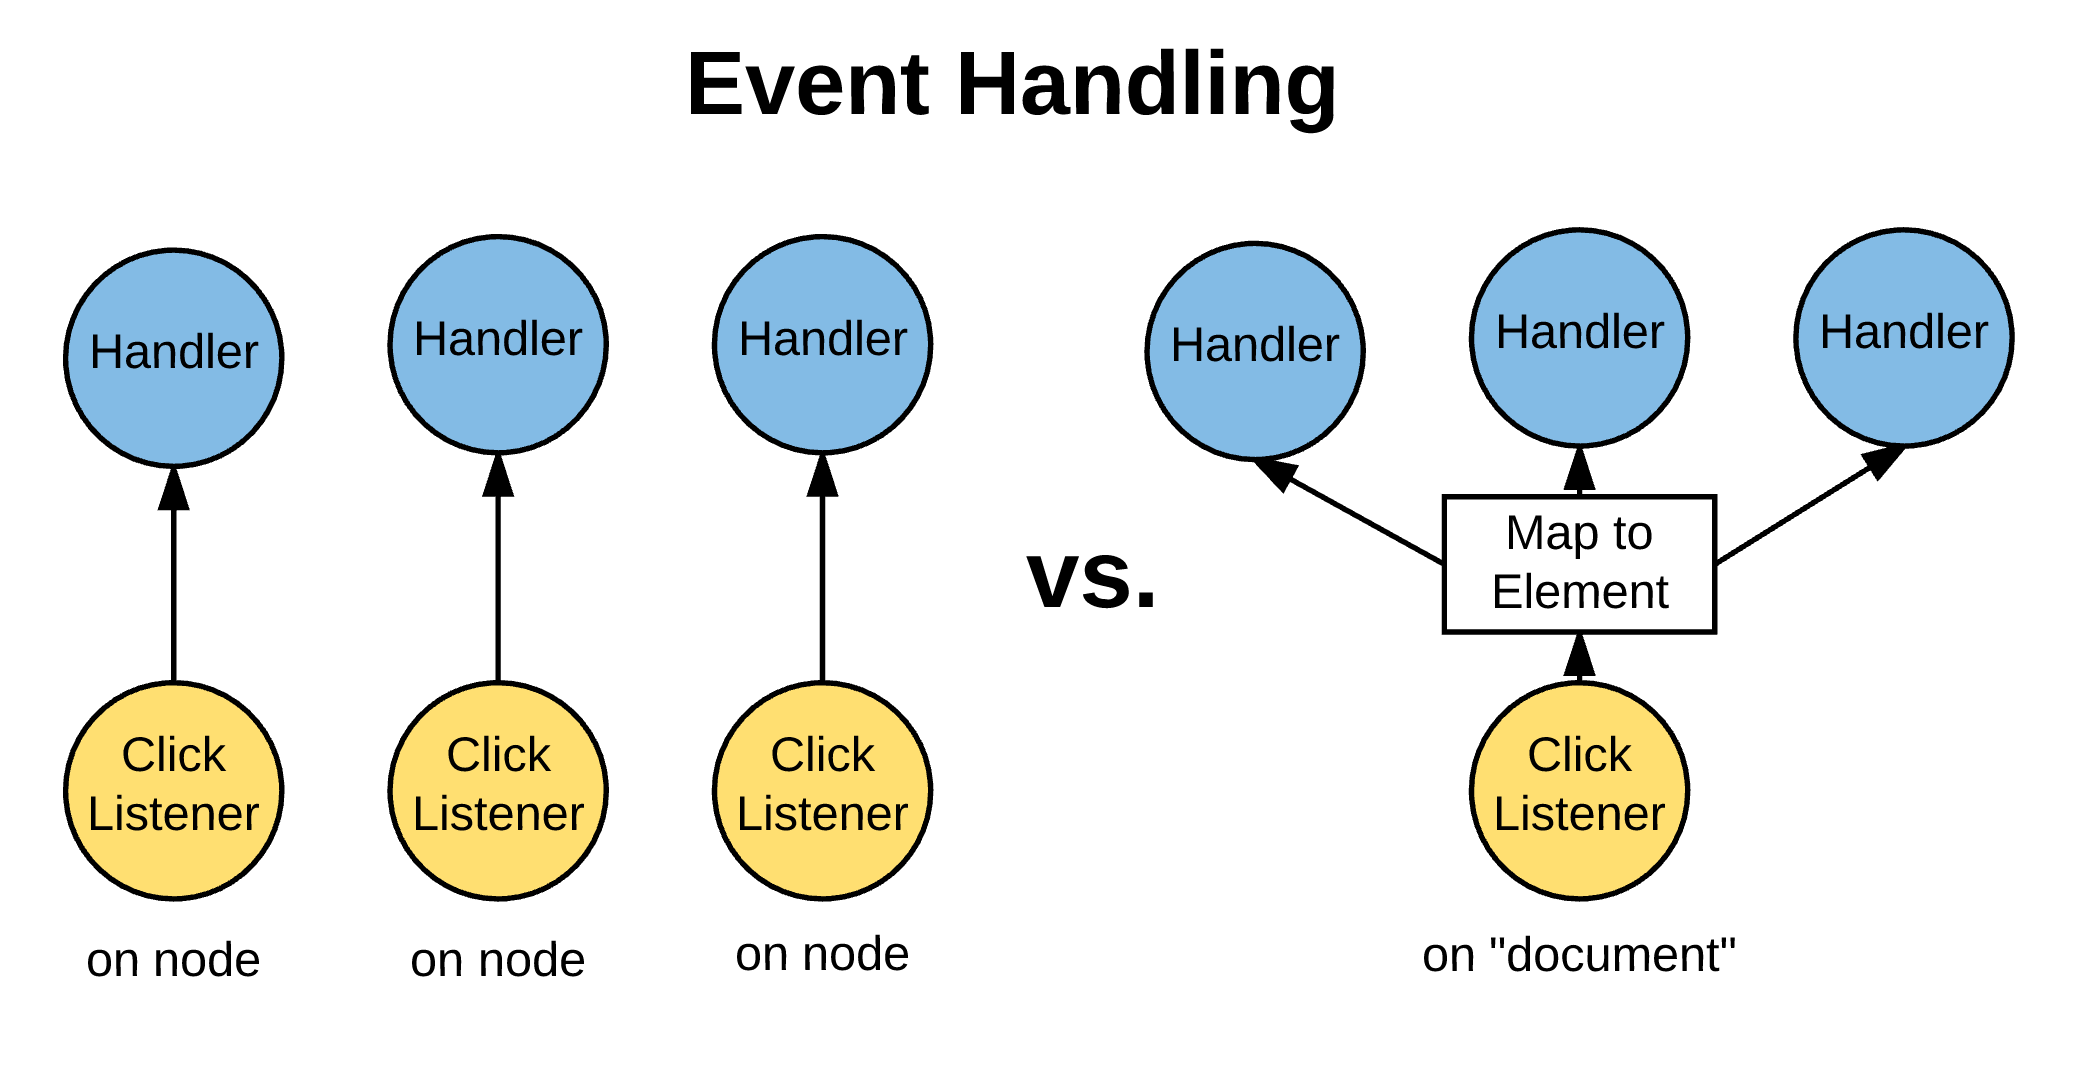 Event Handling
Handler
Handler
Handler
Handler
Handler
Handler
vs.
Map to
Element
Click
Listener
Click
Listener
Click
Listener
Click
Listener
on node
on node
on node
on "document"